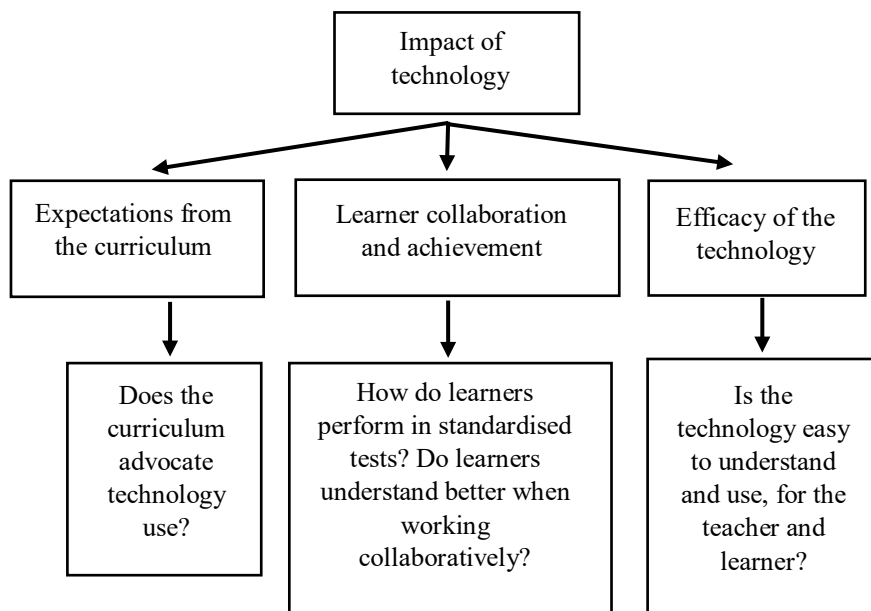 Impact of
technology
Expectations from
the curriculum
Learner collaboration
and achievement
Efficacy of the
technology
Does the
curriculum
advocate
technology
use?
How do learners
perform in standardised
tests? Do learners
understand better when
working
collaboratively?
Is the
technology easy
to understand
and use, for the
teacher and
learner?